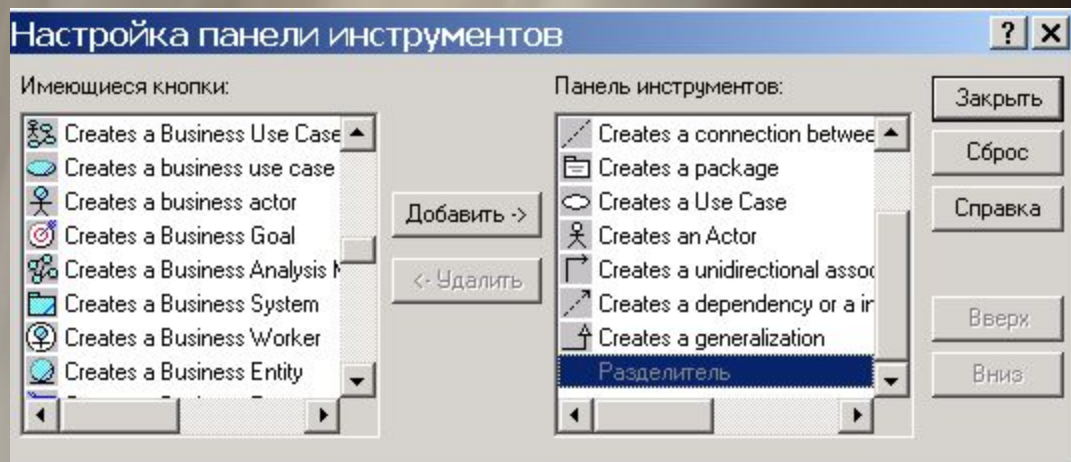 Настройка панели инструментов
Имеющиеся кнопки:
Creates a Business Use Case
Creates a business use case
Creates a business actor
Creates a Business Goal
Creates a Business Analysis
Creates a Business System
Creates a Business Worker
Creates a Business Entity
Добавить ->
<- Удалить
Панель инструментов:
Creates a connection betwee
Creates a package
Creates a Use Case
Creates an Actor
Creates a unidirectional assoc
Creates a dependency or a ir
Creates a generalization
Разделитель
Закрыть
Сброс
Справка
Вверх
Вниз